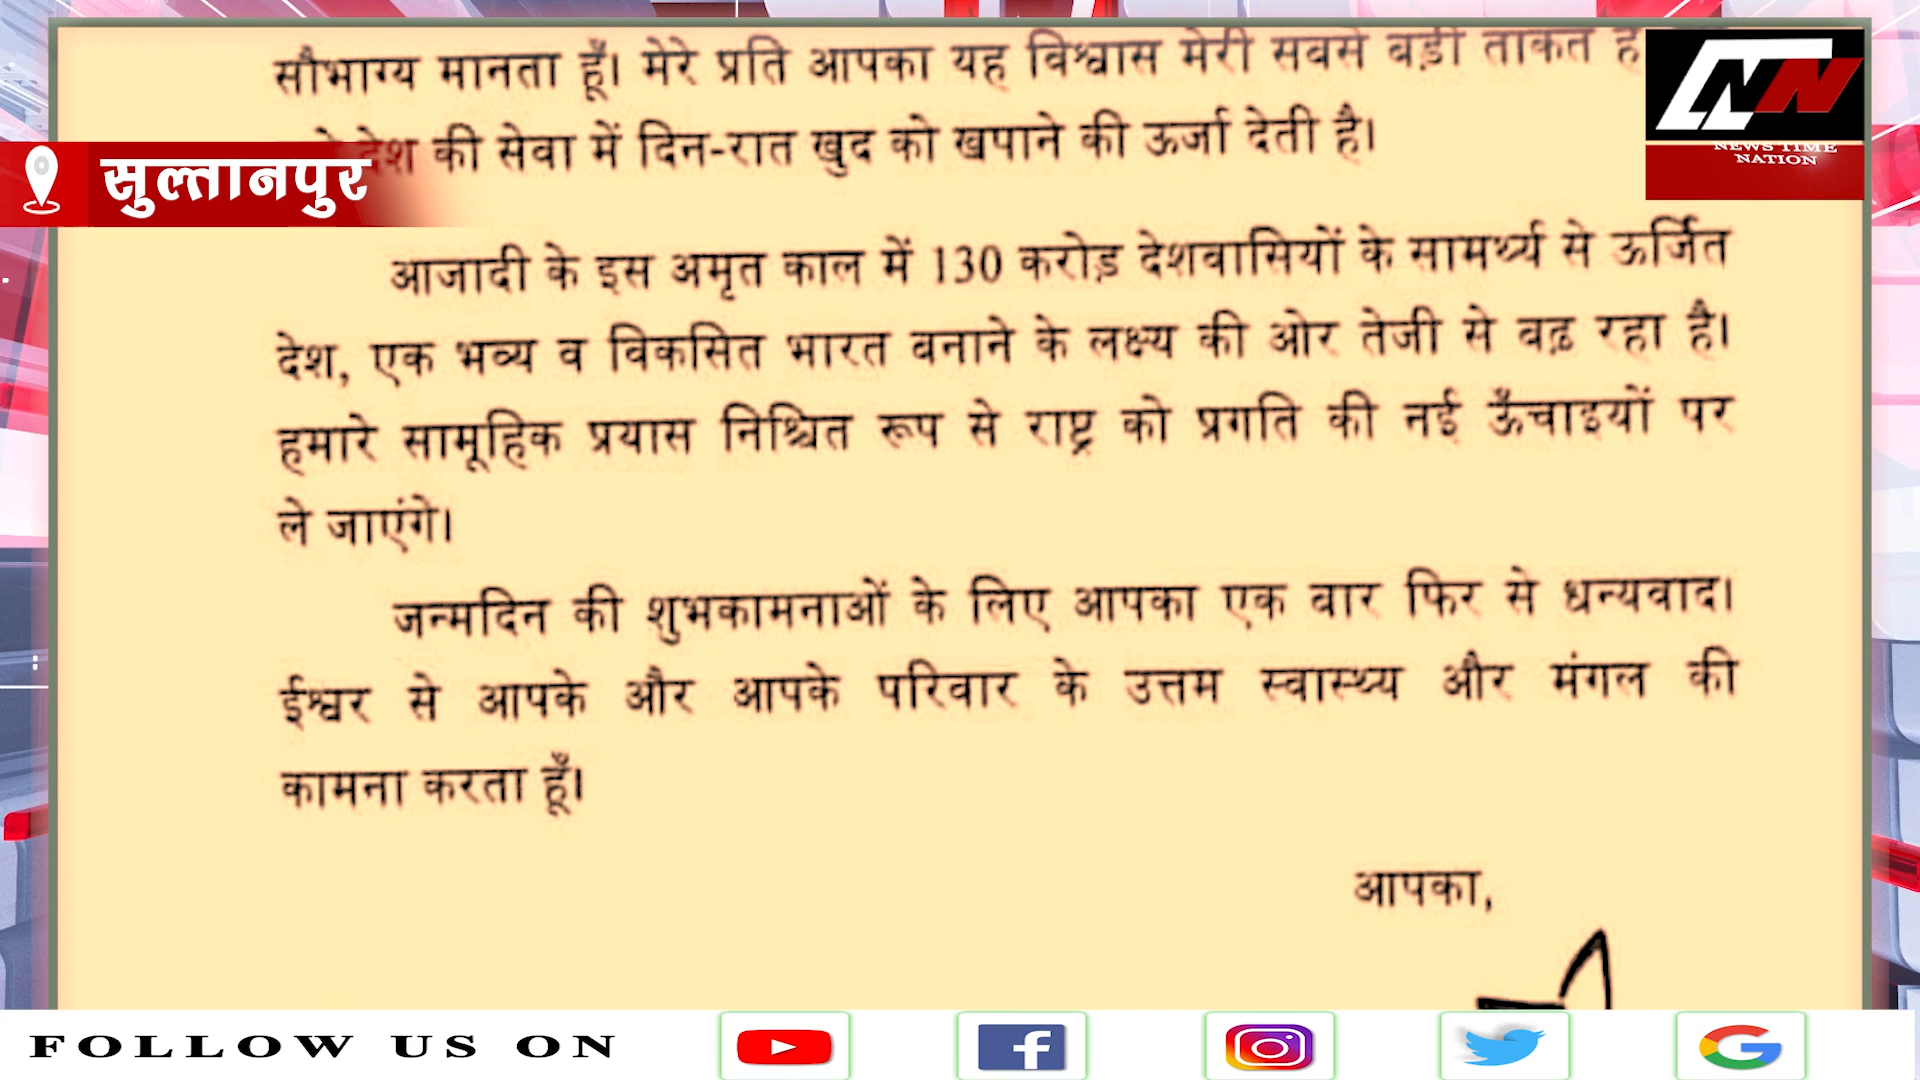 सौभाग्य मानता हूँ। मेरे प्रति आपका यह विश्वास मेरी सबसे बड़ी ताकत
देश की सेवा में दिन-रात खुद को खपाने की ऊर्जा देती है।
सुल्तानपुर
NEWS TIME
NATION
आजादी के इस अमृत काल में 130 करोड़ देशवासियों के सामर्थ्य से ऊर्जित
देश, एक भव्य व विकसित भारत बनाने के लक्ष्य की ओर तेजी से बढ़ रहा है।
हमारे सामूहिक प्रयास निश्चित रूप से राष्ट्र को प्रगति की नई ऊँचाइयों पर
ले जाएंगे।
जन्मदिन की शुभकामनाओं के लिए आपका एक बार फिर से धन्यवाद।
ईश्वर से आपके और आपके परिवार के उत्तम स्वास्थ्य और मंगल की
कामना करता हूँ।
आपका,
FOLLOW US ON